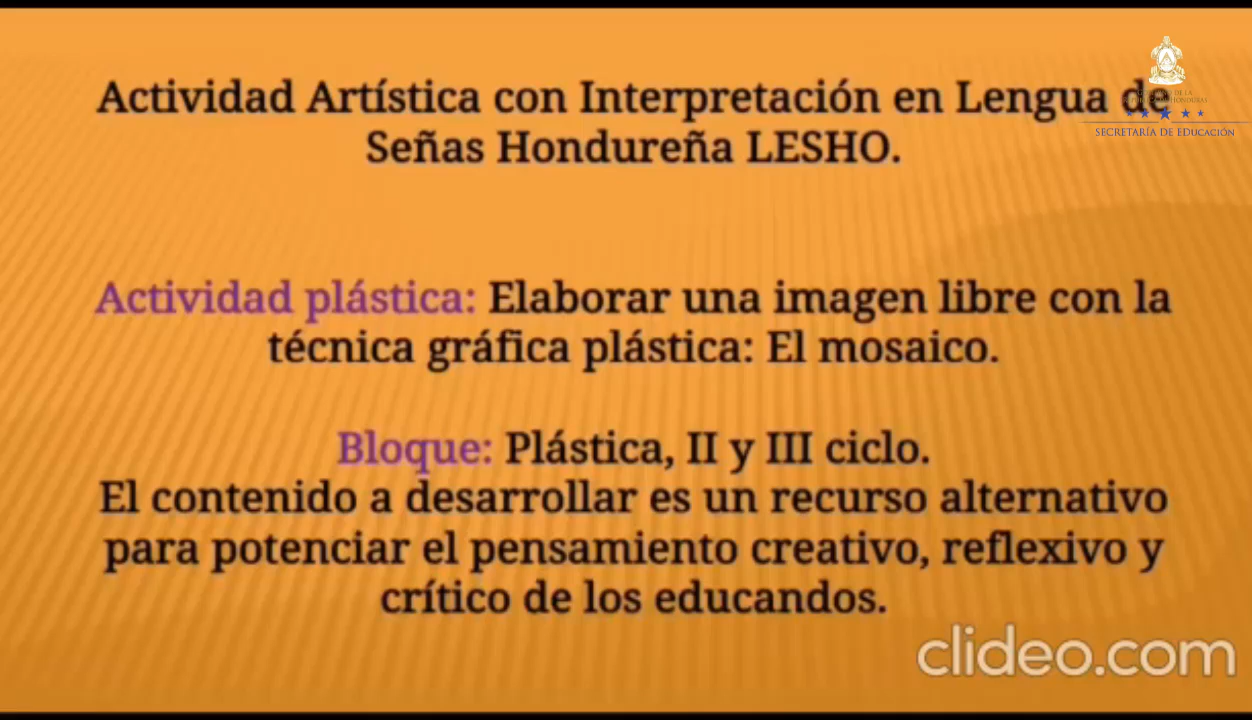 Actividad Artística con Interpretación en Lengua de
Señas Hondureña LESHO.
SECRETARÍA DE EDUCACIÓN
Actividad plástica: Elaborar una imagen libre con la
técnica gráfica plástica: El mosaico.
Bloque: Plástica, II y III ciclo.
El contenido a desarrollar es un recurso alternativo
para potenciar el pensamiento creativo, reflexivo y
crítico de los educandos.
clideo.com